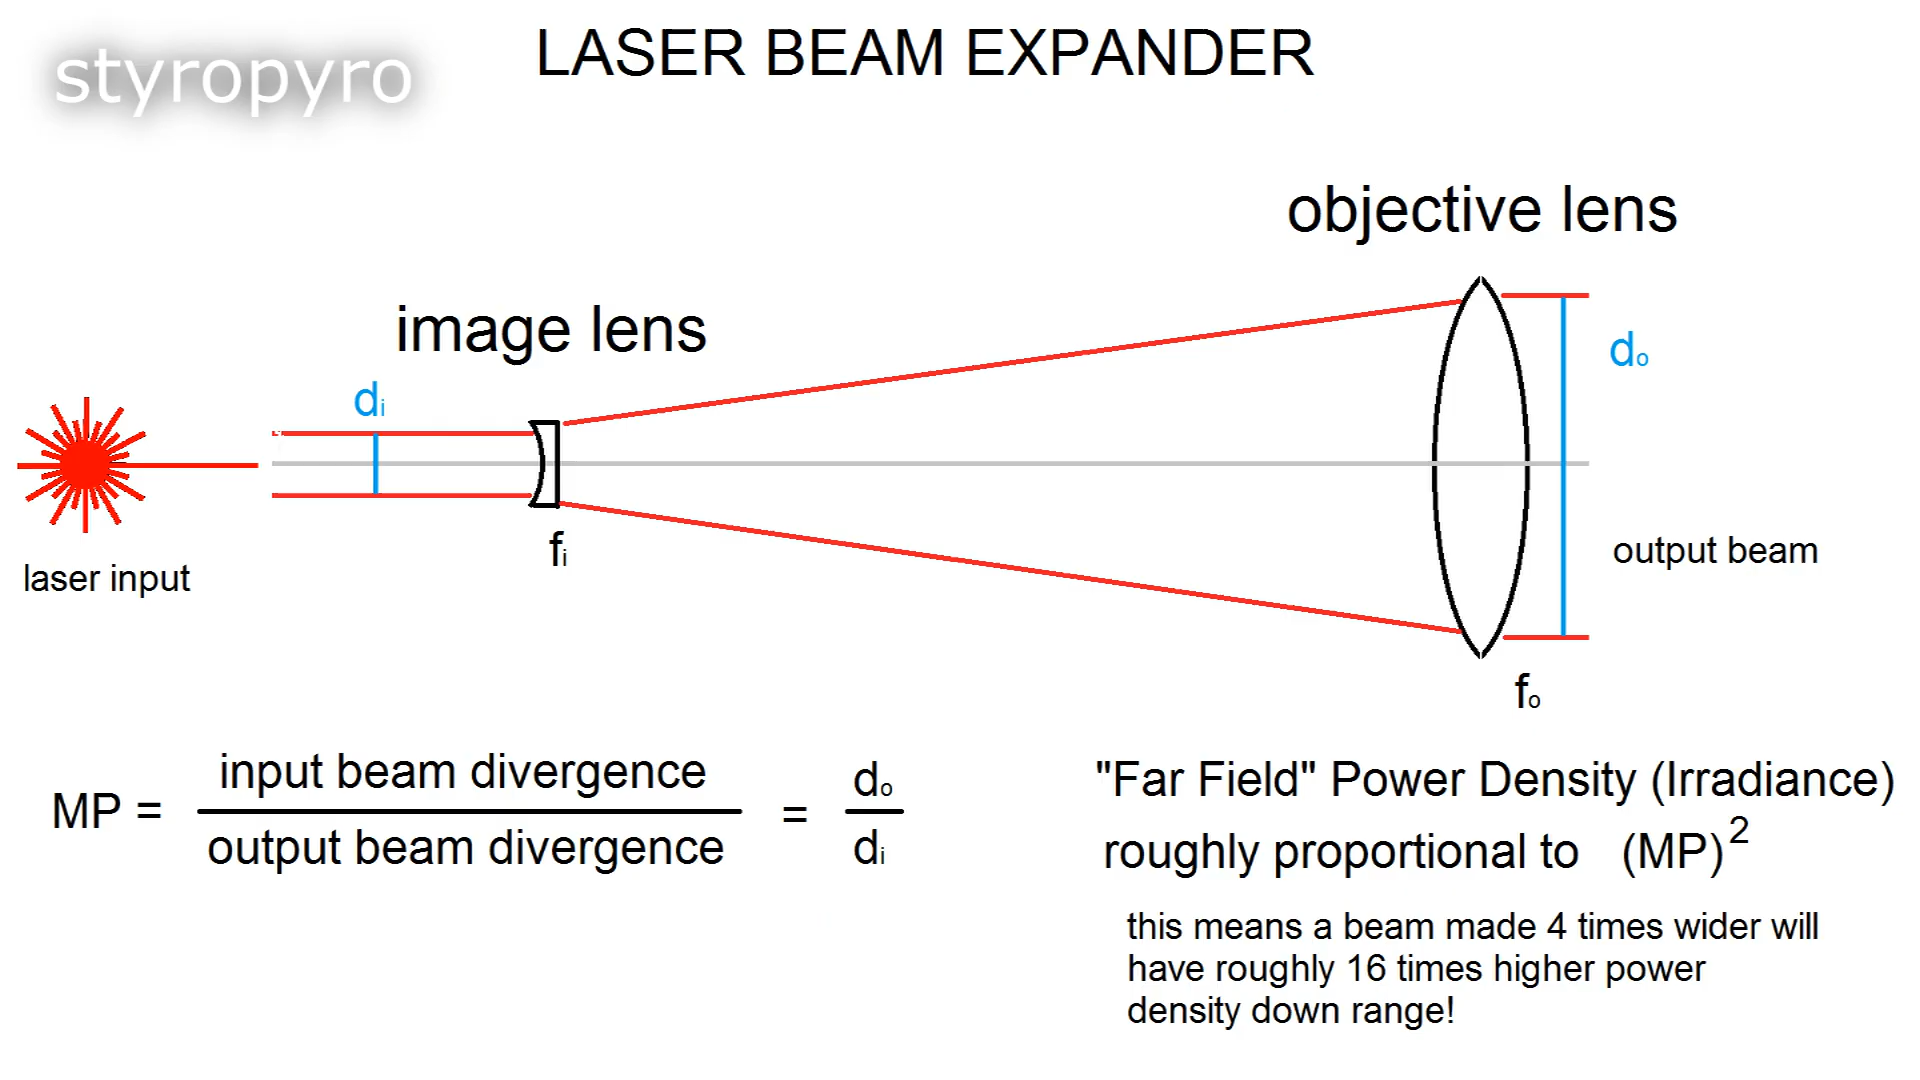 styropyro
LASER BEAM EXPANDER
objective lens
image lens
di
do
fi
output beam
laser input
fo
MP = input beam divergence / output beam divergence = do / di
"Far Field" Power Density (Irradiance)
roughly proportional to (MP)²
this means a beam made 4 times wider will
have roughly 16 times higher power
density down range!